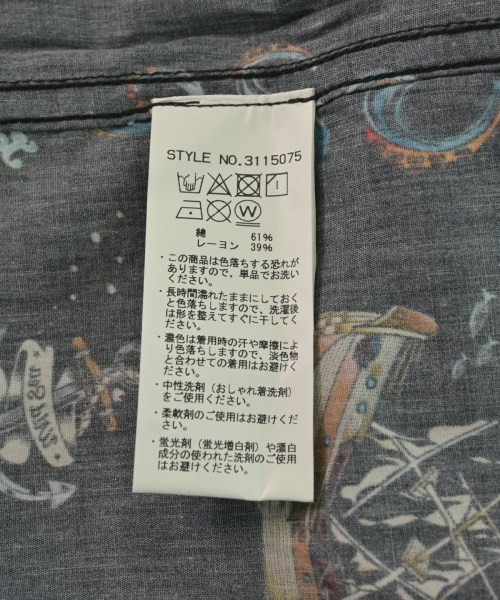 STYLE NO.3115075
W
綿 61%
レーヨン 39%
・この商品は色落ちする恐れが
ありますので、単品でお洗い
ください。
・長時間濡れたままにしておく
と色落ちしますので、洗濯後
は形を整えてすぐに干してく
ださい。
・濃色は着用時の汗や摩擦によ
り色落ちしますので、淡色物
と合わせての着用はお避けく
ださい。
・中性洗剤（おしゃれ着洗剤）
をご使用ください。
・柔軟剤のご使用はお避けくだ
さい。
・蛍光剤（蛍光増白剤）や漂白
成分の使われた洗剤のご使用
はお避けください。